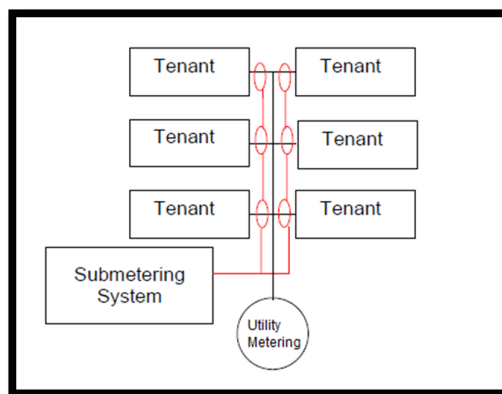 Tenant
Tenant
Tenant
Tenant
Tenant
Tenant
Submetering
System
Utility
Metering